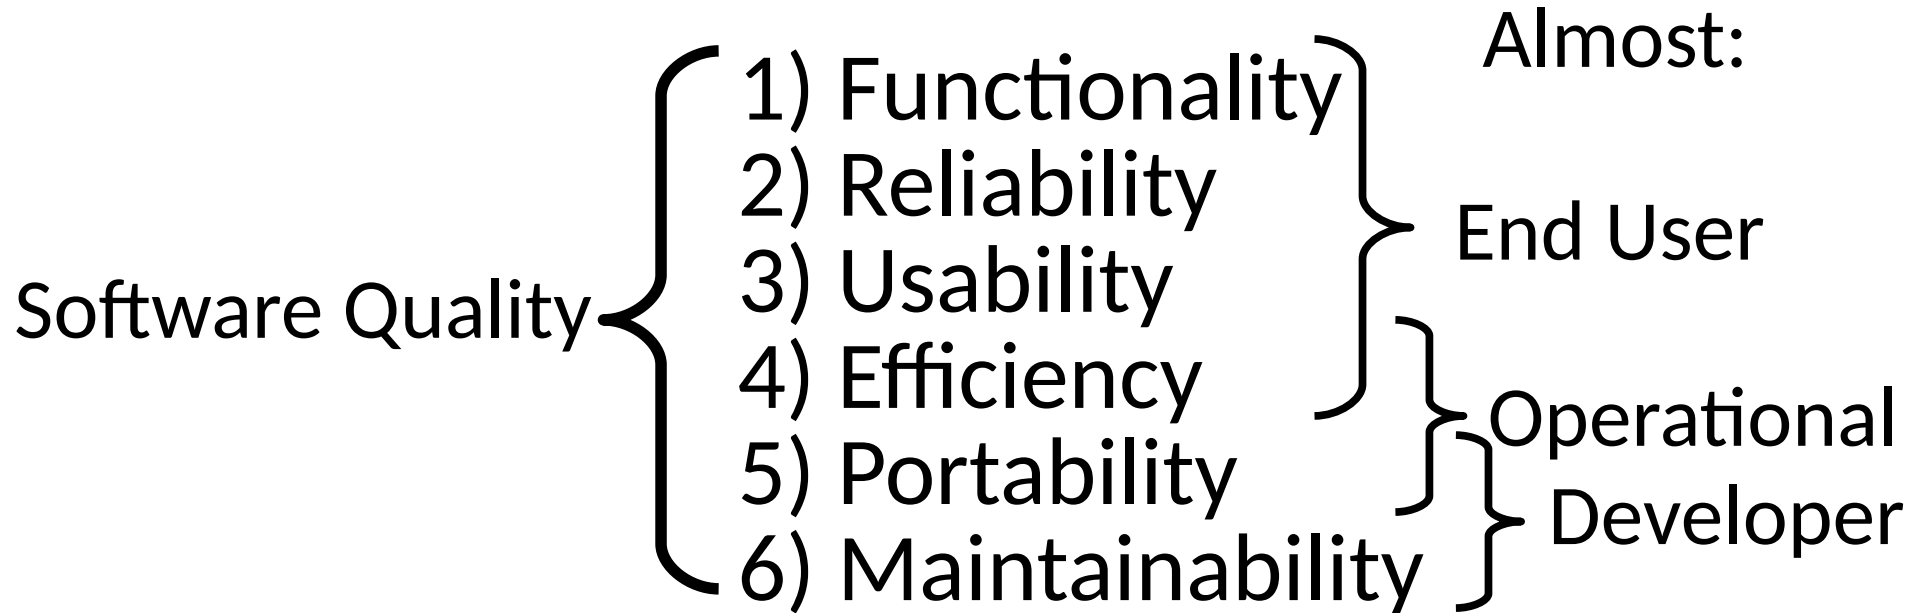 Almost:
1) Functionality
2) Reliability
End User
3) Usability
Software Quality
4) Efficiency
Operational
5) Portability
Developer
6) Maintainability